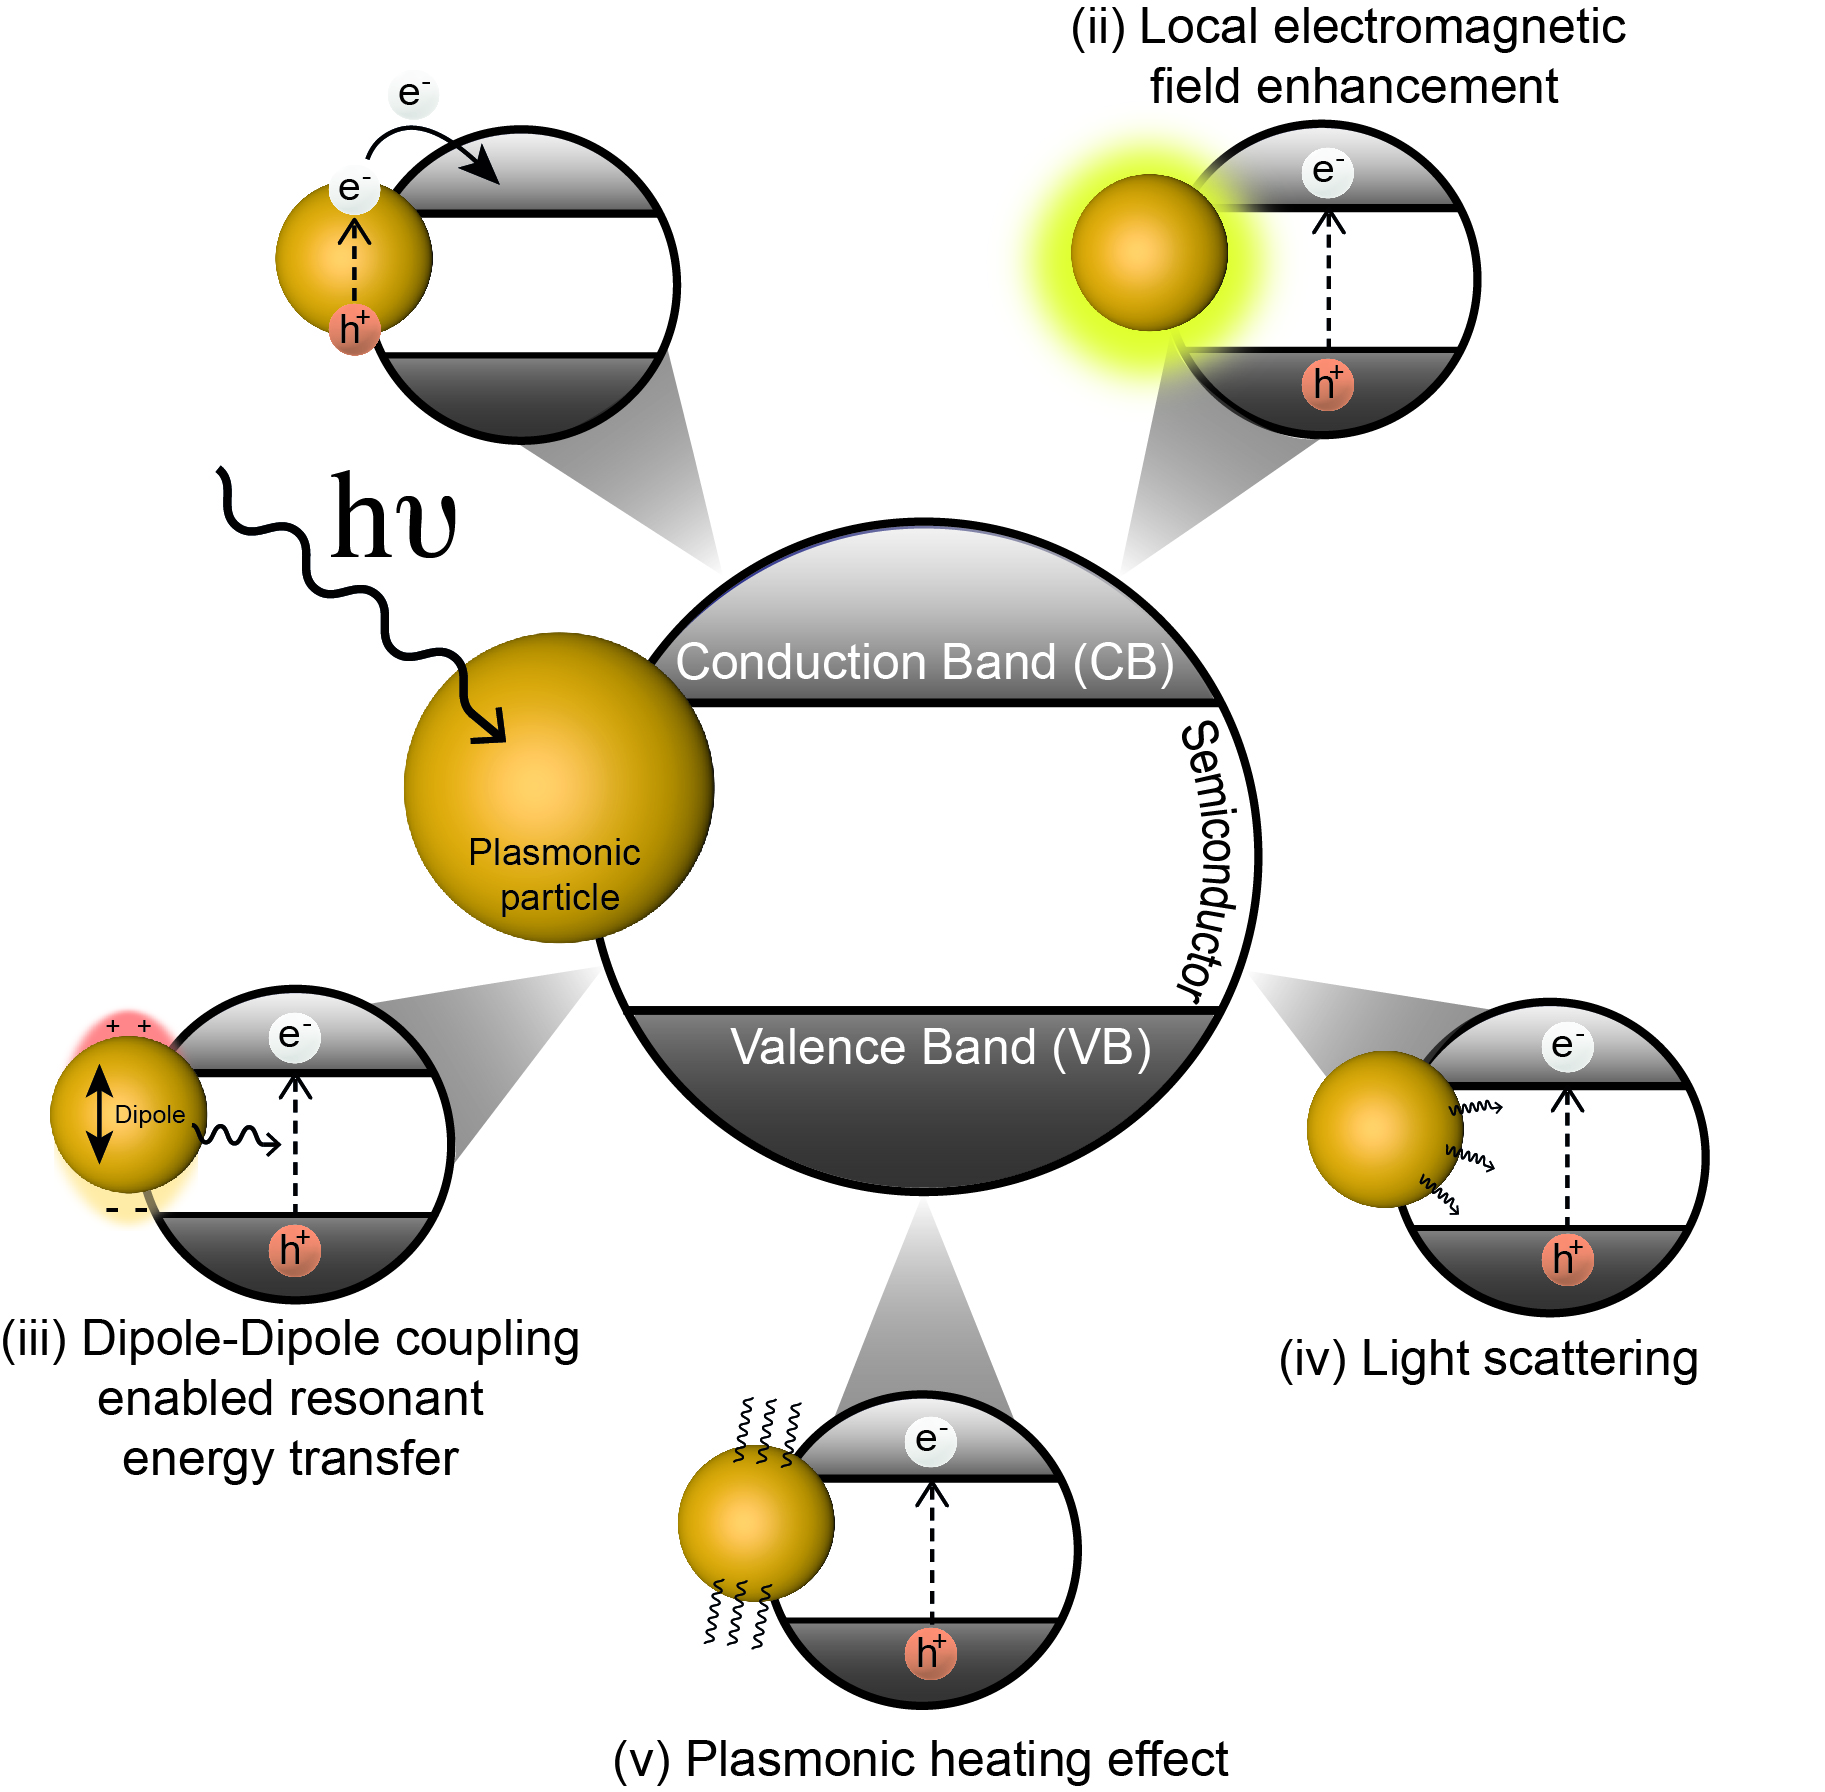 (ii) Local electromagnetic
field enhancement
e-
e-
h+
e-
h+
hυ
Conduction Band (CB)
Semiconductor
Plasmonic
particle
Valence Band (VB)
+ +
Dipole
- -
e-
h+
e-
h+
(iii) Dipole-Dipole coupling
enabled resonant
energy transfer
(iv) Light scattering
e-
h+
(v) Plasmonic heating effect